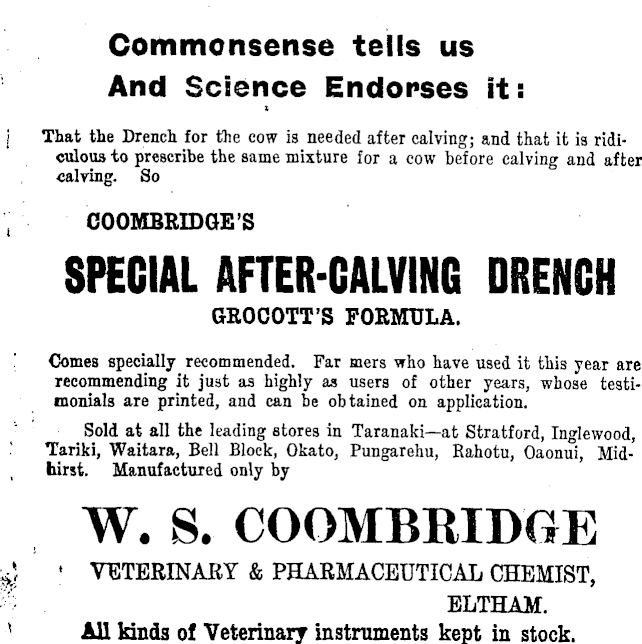 Commonsense tells us
And Science Endorses it:
That the Drench for the cow is needed after calving; and that it is ridi-
culous to prescribe the same mixture for a cow before calving and after
calving. So
COOMBRIDGE'S
SPECIAL AFTER-CALVING DRENCH
GROCOTT'S FORMULA.
Comes specially recommended. Far mers who have used it this year are
recommending it just as highly as users of other years, whose testi-
monials are printed, and can be obtained on application.
Sold at all the leading stores in Taranaki—at Stratford, Inglewood,
Tariki, Waitara, Bell Block, Okato, Pungarehu, Rahotu, Oaonui, Mid-
hirst. Manufactured only by
W. S. COOMBRIDGE
VETERINARY & PHARMACEUTICAL CHEMIST,
ELTHAM.
All kinds of Veterinary instruments kept in stock.